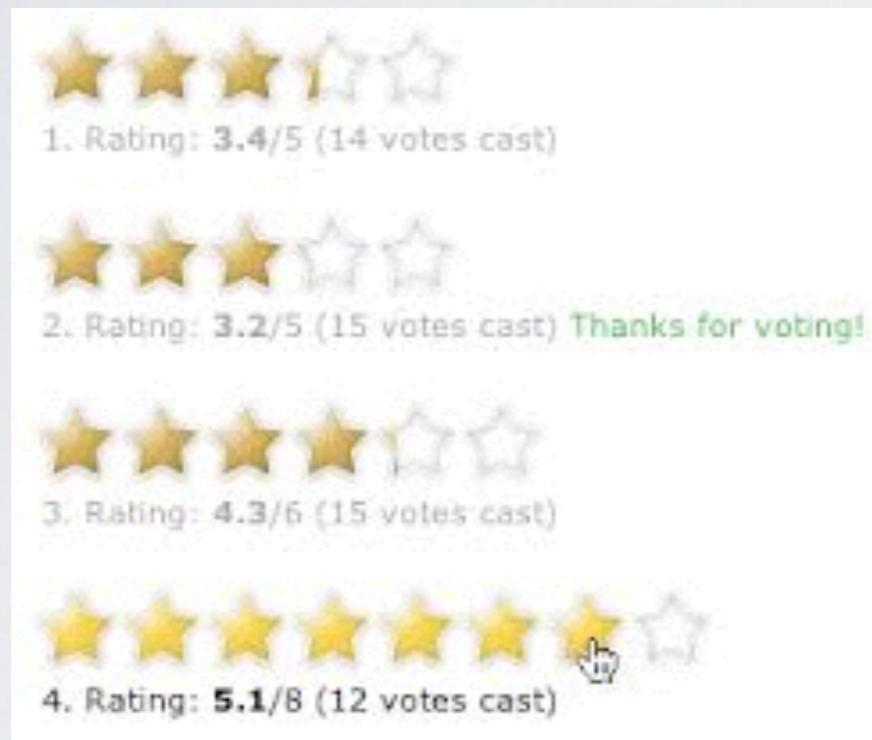 1. Rating: 3.4/5 (14 votes cast)
2. Rating: 3.2/5 (15 votes cast) Thanks for voting!
3. Rating: 4.3/6 (15 votes cast)
4. Rating: 5.1/8 (12 votes cast)